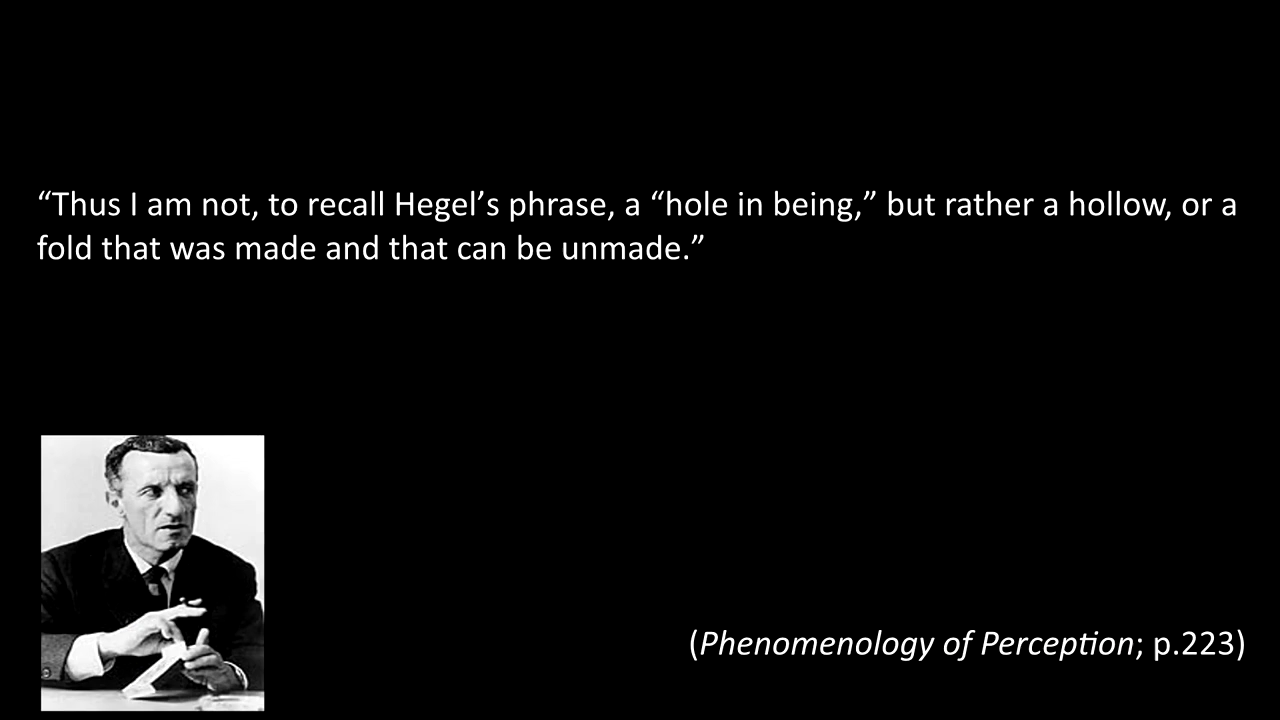 “Thus I am not, to recall Hegel’s phrase, a “hole in being,” but rather a hollow, or a
fold that was made and that can be unmade.”
(Phenomenology of Perception; p.223)